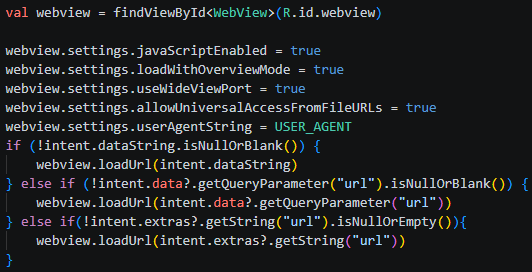 val webview = findViewById<WebView>(R.id.webview)
webview.settings.javaScriptEnabled = true
webview.settings.loadWithOverviewMode = true
webview.settings.useWideViewPort = true
webview.settings.allowUniversalAccessFromFileURLs = true
webview.settings.userAgentString = USER_AGENT
if (!intent.dataString.isNullOrBlank()) {
    webview.loadUrl(intent.dataString)
} else if (!intent.data?.getQueryParameter("url").isNullOrBlank()) {
    webview.loadUrl(intent.data?.getQueryParameter("url"))
} else if(!intent.extras?.getString("url").isNullOrEmpty()){
    webview.loadUrl(intent.extras?.getString("url"))
}